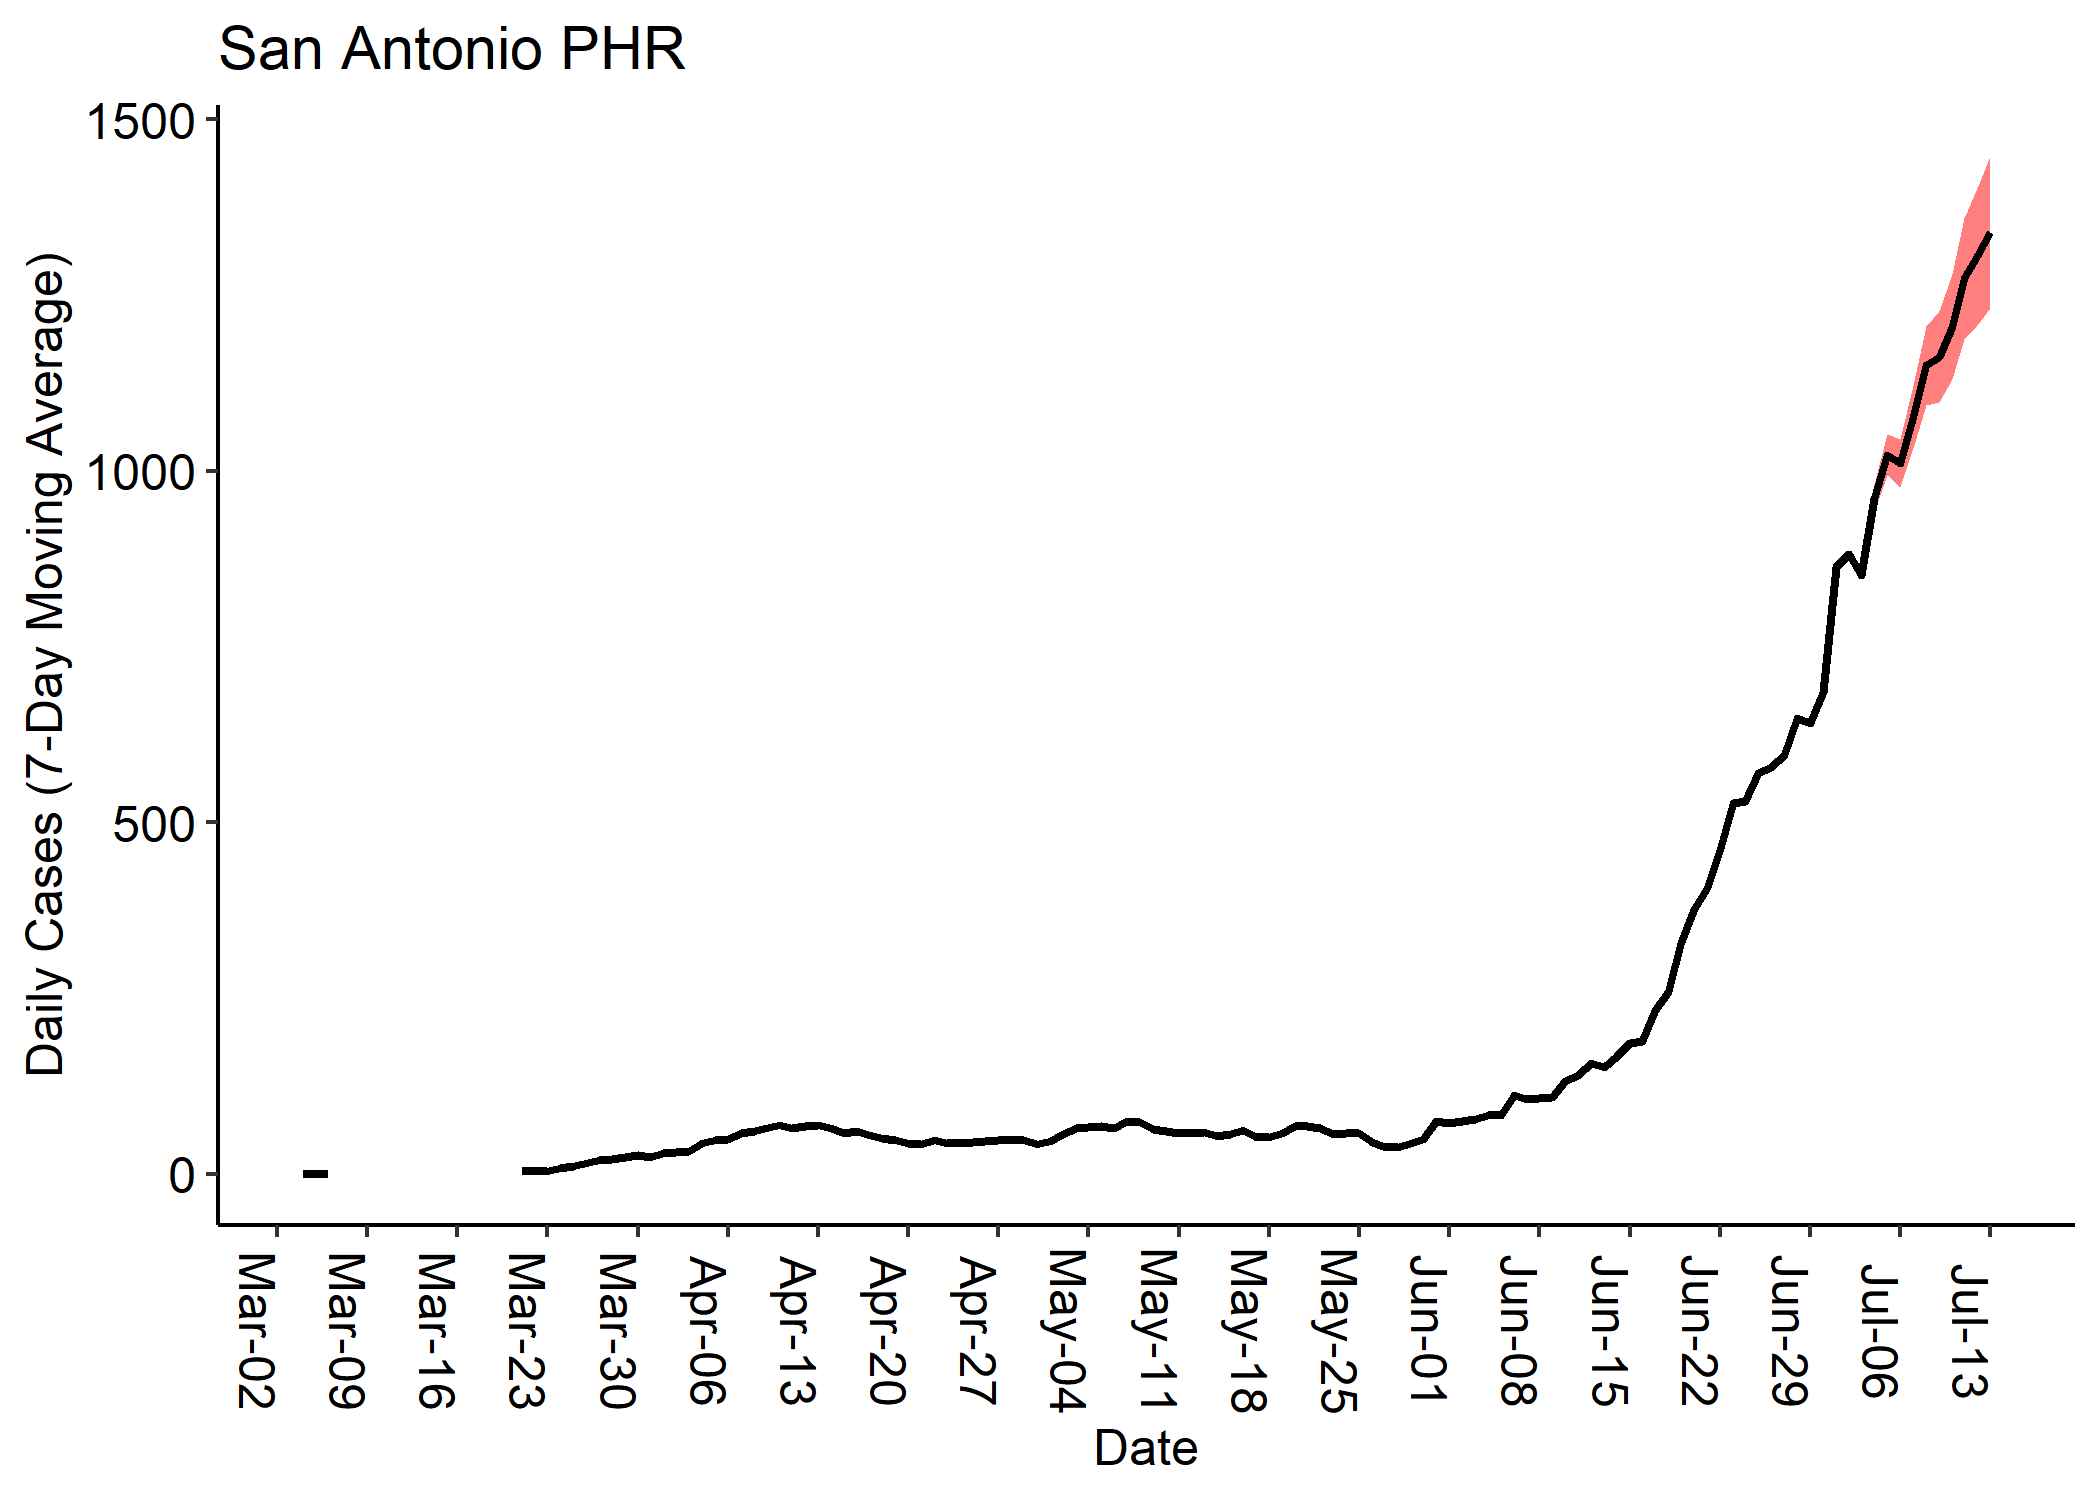 San Antonio PHR
1500
1000
500
0
Daily Cases (7-Day Moving Average)
Mar-02
Mar-09
Mar-16
Mar-23
Mar-30
Apr-06
Apr-13
Apr-20
Apr-27
May-04
May-11
May-18
May-25
Jun-01
Jun-08
Jun-15
Jun-22
Jun-29
Jul-06
Jul-13
Date